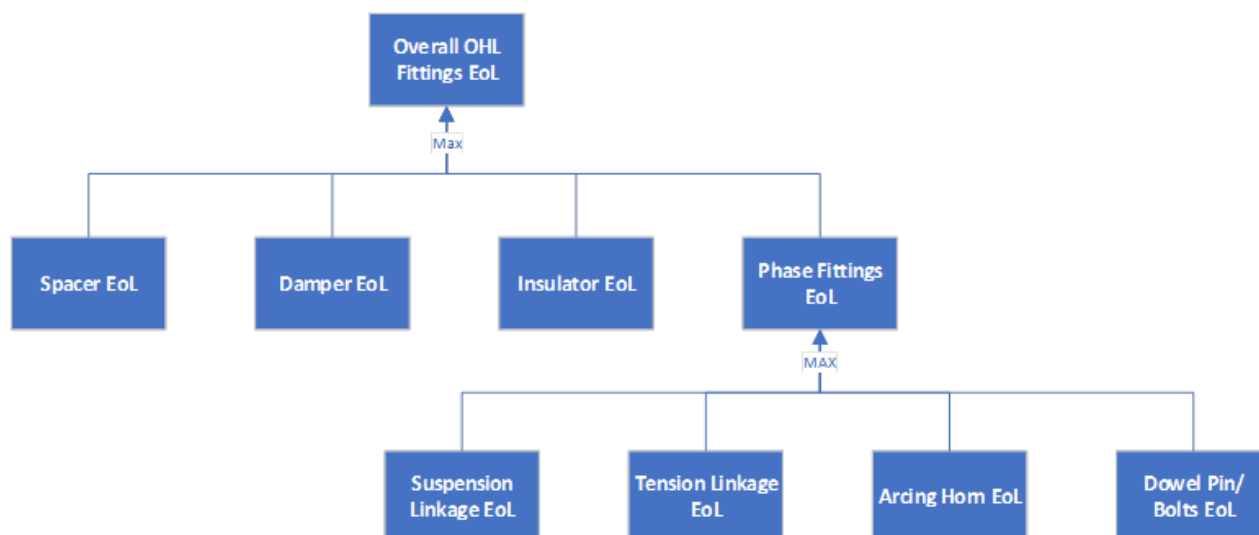 Overall OHL
Fittings EoL
Max
Spacer EoL
Damper EoL
Insulator EoL
Phase Fittings
EoL
MAX
Suspension
Linkage EoL
Tension Linkage
EoL
Arcing Horn EoL
Dowel Pin/
Bolts EoL